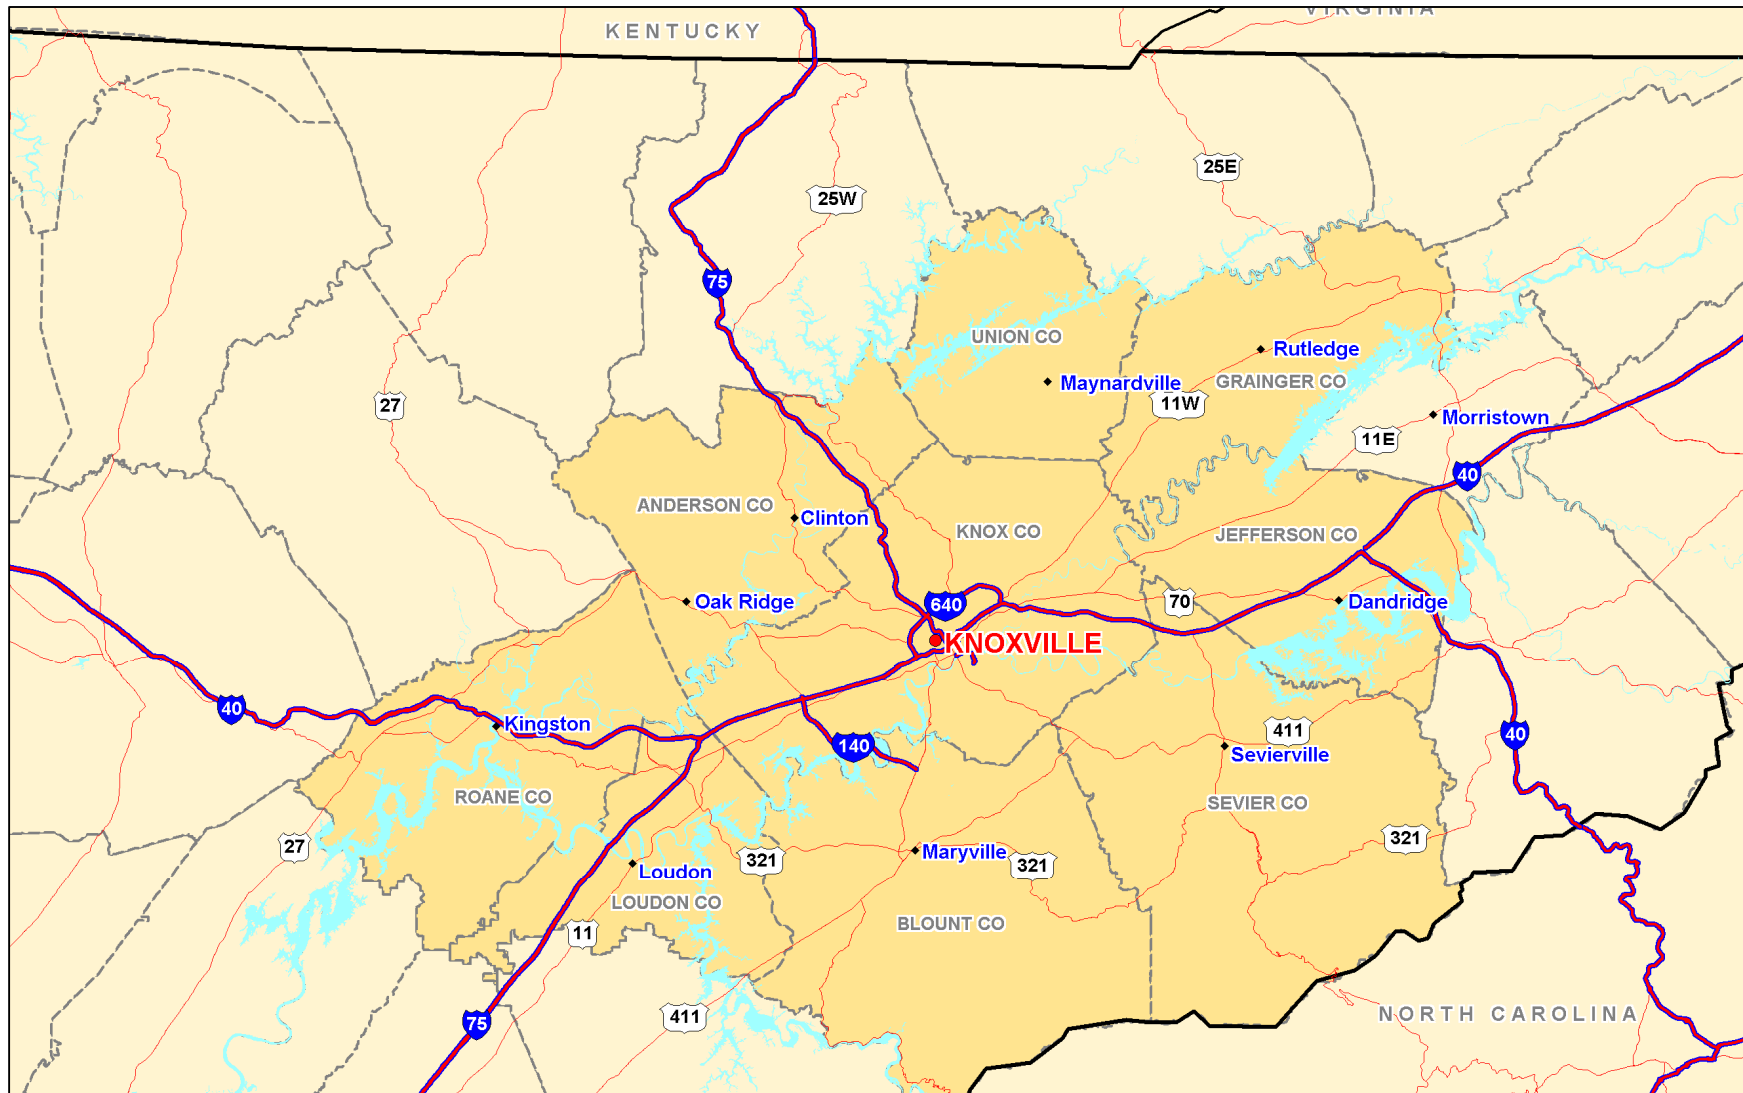 KENTUCKY
VIRGINIA
25E
25W
75
UNION CO
Rutledge
Maynardville
GRAINGER CO
27
11W
Morristown
11E
40
ANDERSON CO
Clinton
KNOX CO
JEFFERSON CO
Oak Ridge
640
70
Dandridge
KNOXVILLE
40
Kingston
140
411
Sevierville
40
ROANE CO
SEVIER CO
27
321
Maryville
321
321
Loudon
LOUDON CO
BLOUNT CO
11
75
411
NORTH CAROLINA